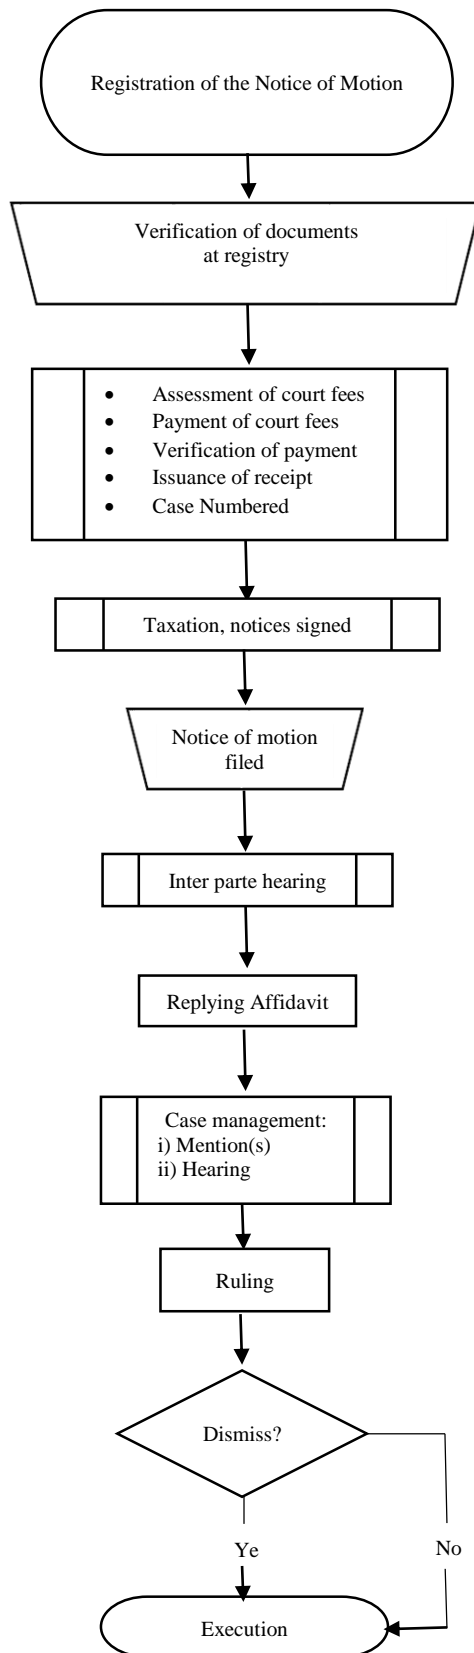 Registration of the Notice of Motion
Verification of documents
at registry
• Assessment of court fees
• Payment of court fees
• Verification of payment
• Issuance of receipt
• Case Numbered
Taxation, notices signed
Notice of motion
filed
Inter parte hearing
Replying Affidavit
Case management:
i) Mention(s)
ii) Hearing
Ruling
Dismiss?
Ye
No
Execution